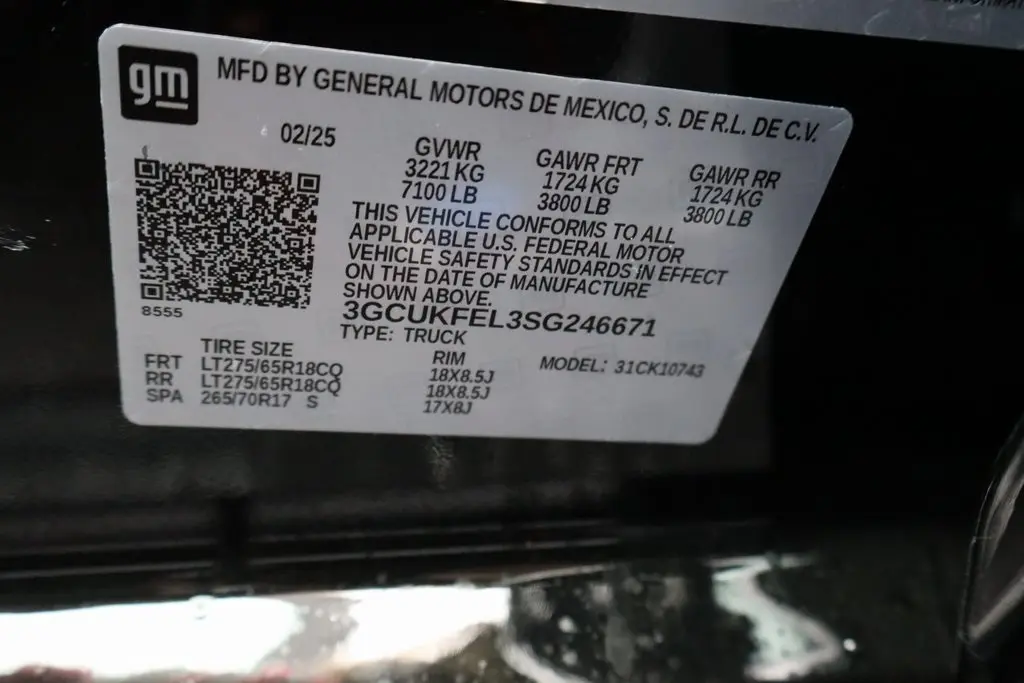 gm
MFD BY GENERAL MOTORS DE MEXICO, S. DE R.L. DE C.V.
02/25
GVWR GAWR FRT GAWR RR
3221 KG 1724 KG 1724 KG
7100 LB 3800 LB 3800 LB
THIS VEHICLE CONFORMS TO ALL
APPLICABLE U.S. FEDERAL MOTOR
VEHICLE SAFETY STANDARDS IN EFFECT
ON THE DATE OF MANUFACTURE
SHOWN ABOVE.
8555
3GCUKFEL3SG246671
TYPE: TRUCK
TIRE SIZE RIM MODEL: 31CK10743
FRT LT275/65R18CQ 18X8.5J
RR LT275/65R18CQ 18X8.5J
SPA 265/70R17 S 17X8J